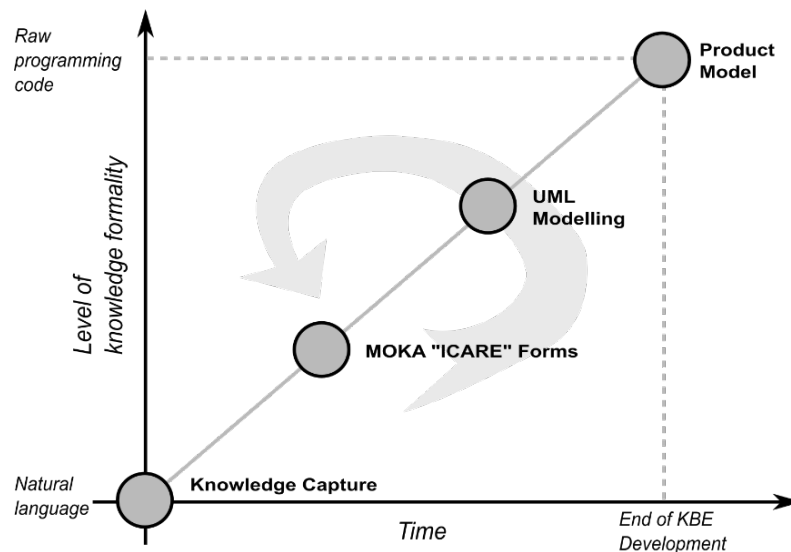 Raw
programming
code
Product
Model
UML
Modelling
Level of
knowledge formality
MOKA "ICARE" Forms
Natural
language
Knowledge Capture
Time
End of KBE
Development